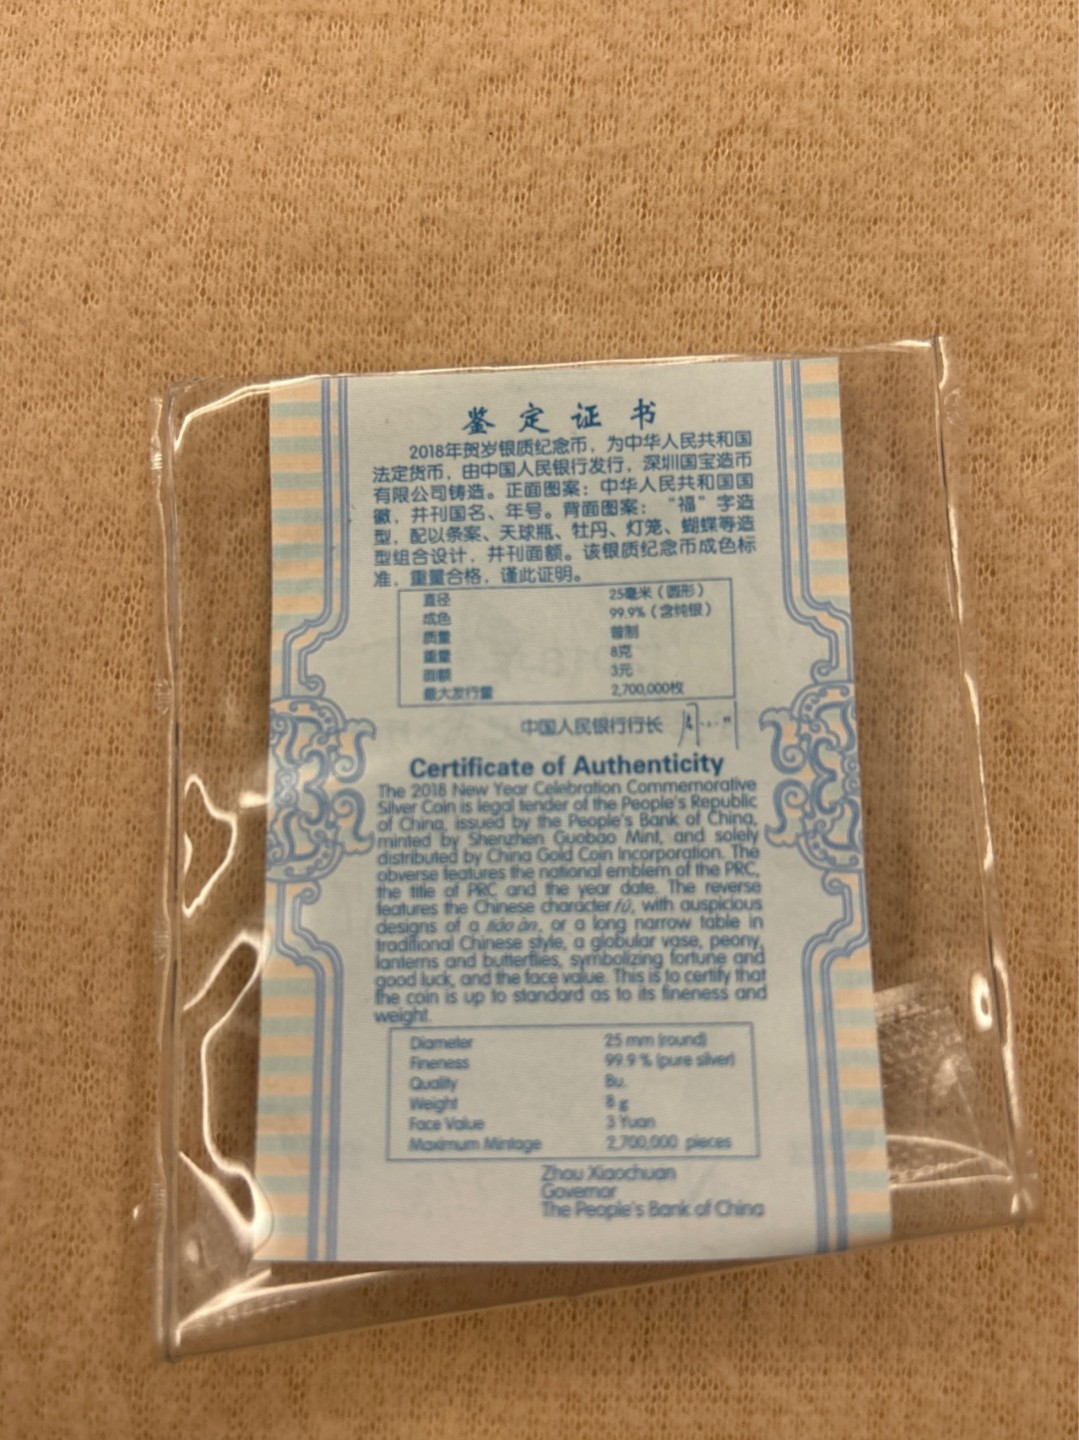 鉴定证书
2018年贺岁银质纪念币，为中华人民共和国
法定货币，由中国人民银行发行，深圳国宝造币
有限公司铸造。正面图案：中华人民共和国国
徽，并刊国名、年号。背面图案：“福”字造
型，配以条案、天球瓶、牡丹、灯笼、蝴蝶等造
型组合设计，并刊面额。该银质纪念币成色标
准，重量合格，谨此证明。
直径 25毫米（圆形）
成色 99.9%（含纯银）
质量 普制
重量 8克
面额 3元
最大发行量 2,700,000枚
中国人民银行行长
Certificate of Authenticity
The 2018 New Year Celebration Commemorative
Silver Coin is legal tender of the People's Republic
of China, issued by the People's Bank of China,
minted by Shenzhen Guobao Mint, and solely
distributed by China Gold Coin Incorporation. The
obverse features the national emblem of the PRC,
the title of PRC and the year date. The reverse
features the Chinese character fú, with auspicious
designs of a tiáo àn, or a long narrow table in
traditional Chinese style, a globular vase, peony,
lanterns and butterflies, symbolizing fortune and
good luck, and the face value. This is to certify that
the coin is up to standard as to its fineness and
weight.
Diameter 25 mm (round)
Fineness 99.9 % (pure silver)
Quality Bu.
Weight 8 g
Face Value 3 Yuan
Maximum Mintage 2,700,000 pieces
Zhou Xiaochuan
Governor
The People's Bank of China